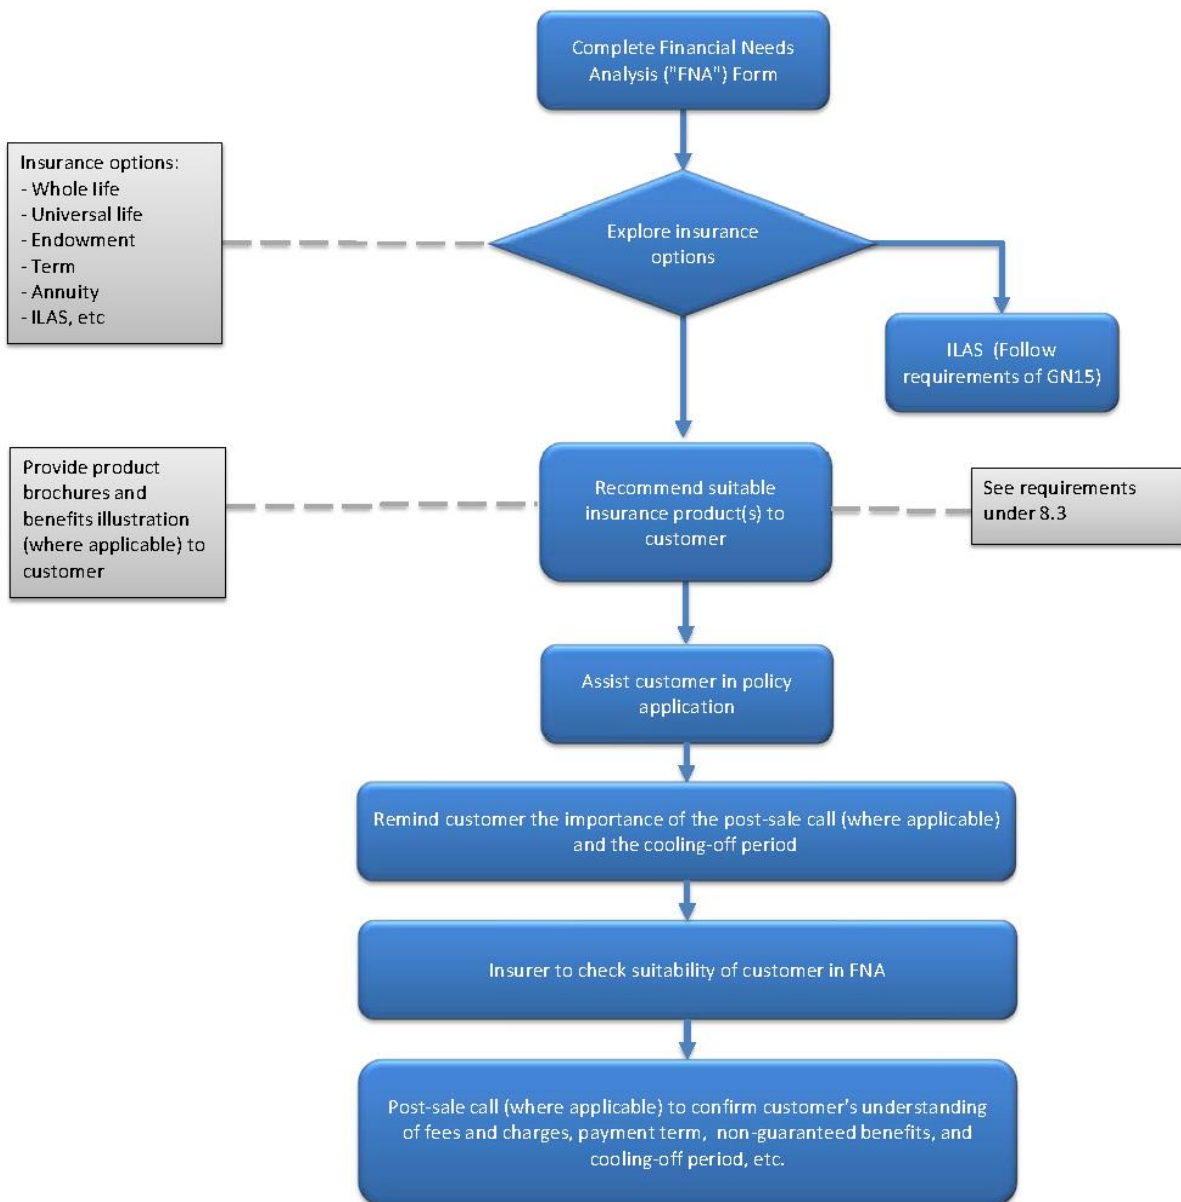 Complete Financial Needs
Analysis ("FNA") Form
Insurance options:
- Whole life
- Universal life
- Endowment
- Term
- Annuity
- ILAS, etc
Explore insurance
options
ILAS  (Follow
requirements of GN15)
Provide product
brochures and
benefits illustration
(where applicable) to
customer
Recommend suitable
insurance product(s) to
customer
See requirements
under 8.3
Assist customer in policy
application
Remind customer the importance of the post-sale call (where applicable)
and the cooling-off period
Insurer to check suitability of customer in FNA
Post-sale call (where applicable) to confirm customer's understanding
of fees and charges, payment term,  non-guaranteed benefits, and
cooling-off period, etc.